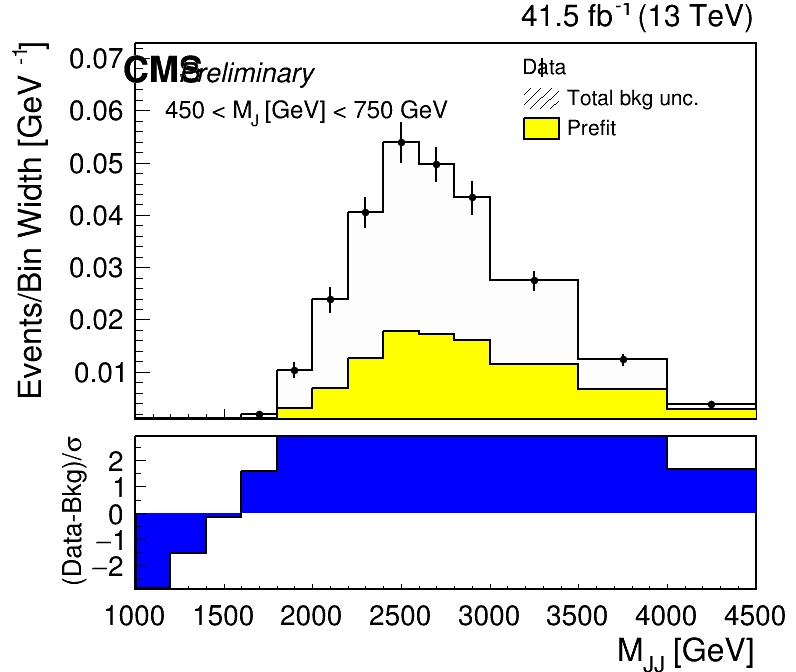 41.5 fb-1 (13 TeV)
CMS Preliminary
450 < MJ [GeV] < 750 GeV
Data
Total bkg unc.
Prefit
Events/Bin Width [GeV -1]
0.07
0.06
0.05
0.04
0.03
0.02
0.01
(Data-Bkg)/σ
2
1
0
−1
−2
1000 1500 2000 2500 3000 3500 4000 4500
MJJ [GeV]